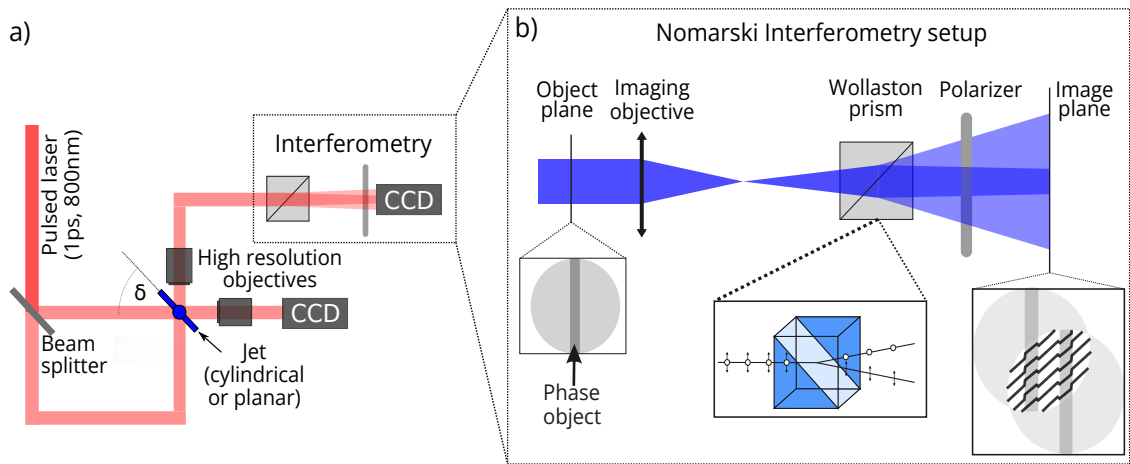 a)
Pulsed laser
(1ps, 800nm)
Interferometry
CCD
High resolution
objectives
δ
CCD
Beam
splitter
Jet
(cylindrical
or planar)
b)
Nomarski Interferometry setup
Object
plane
Imaging
objective
Wollaston
prism
Polarizer
Image
plane
Phase
object